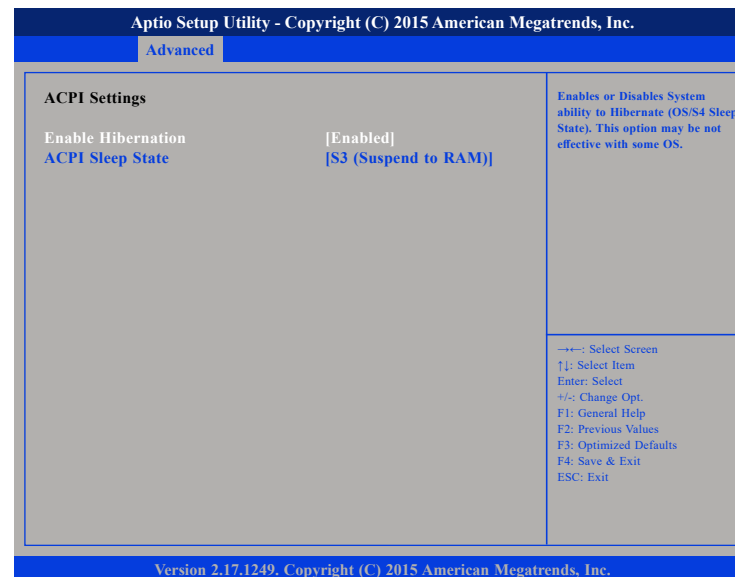 Aptio Setup Utility - Copyright (C) 2015 American Megatrends, Inc.
Advanced
ACPI Settings
Enable Hibernation [Enabled]
ACPI Sleep State [S3 (Suspend to RAM)]
Enables or Disables System
ability to Hibernate (OS/S4 Sleep
State). This option may be not
effective with some OS.
→←: Select Screen
↑↓: Select Item
Enter: Select
+/-: Change Opt.
F1: General Help
F2: Previous Values
F3: Optimized Defaults
F4: Save & Exit
ESC: Exit
Version 2.17.1249. Copyright (C) 2015 American Megatrends, Inc.